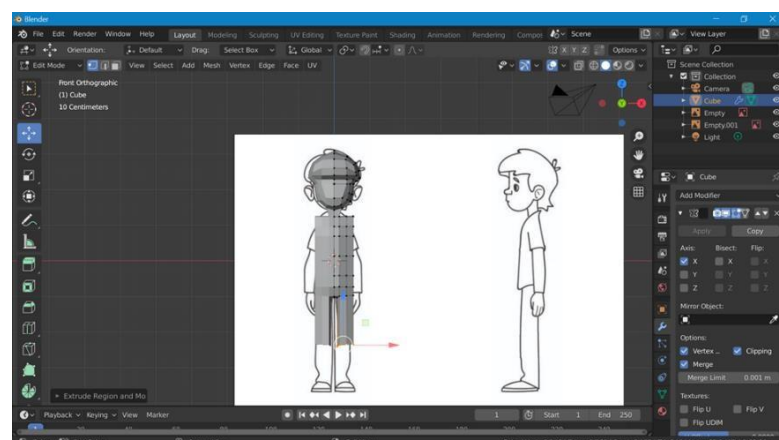 Blender
File Edit Render Window Help Layout Modeling Sculpting UV Editing Texture Paint Shading Animation Rendering Scene View Layer
Orientation: Default Drag: Select Box Global X Y Z Options
Edit Mode View Select Add Mesh Vertex Edge Face UV
Front Orthographic
(1) Cube
10 Centimeters
Scene Collection
Collection
Camera
Cube
Empty
Empty.001
Light
Cube
Add Modifier
Apply Copy
Axis: Bisect: Flip:
X X X
Y Y Y
Z Z Z
Mirror Object:
Options:
Vertex .. Clipping
Merge
Merge Limit 0.001 m
Textures:
Flip U Flip V
Flip UDIM
Extrude Region and Mo
Playback Keying View Marker 1 Start 1 End 250